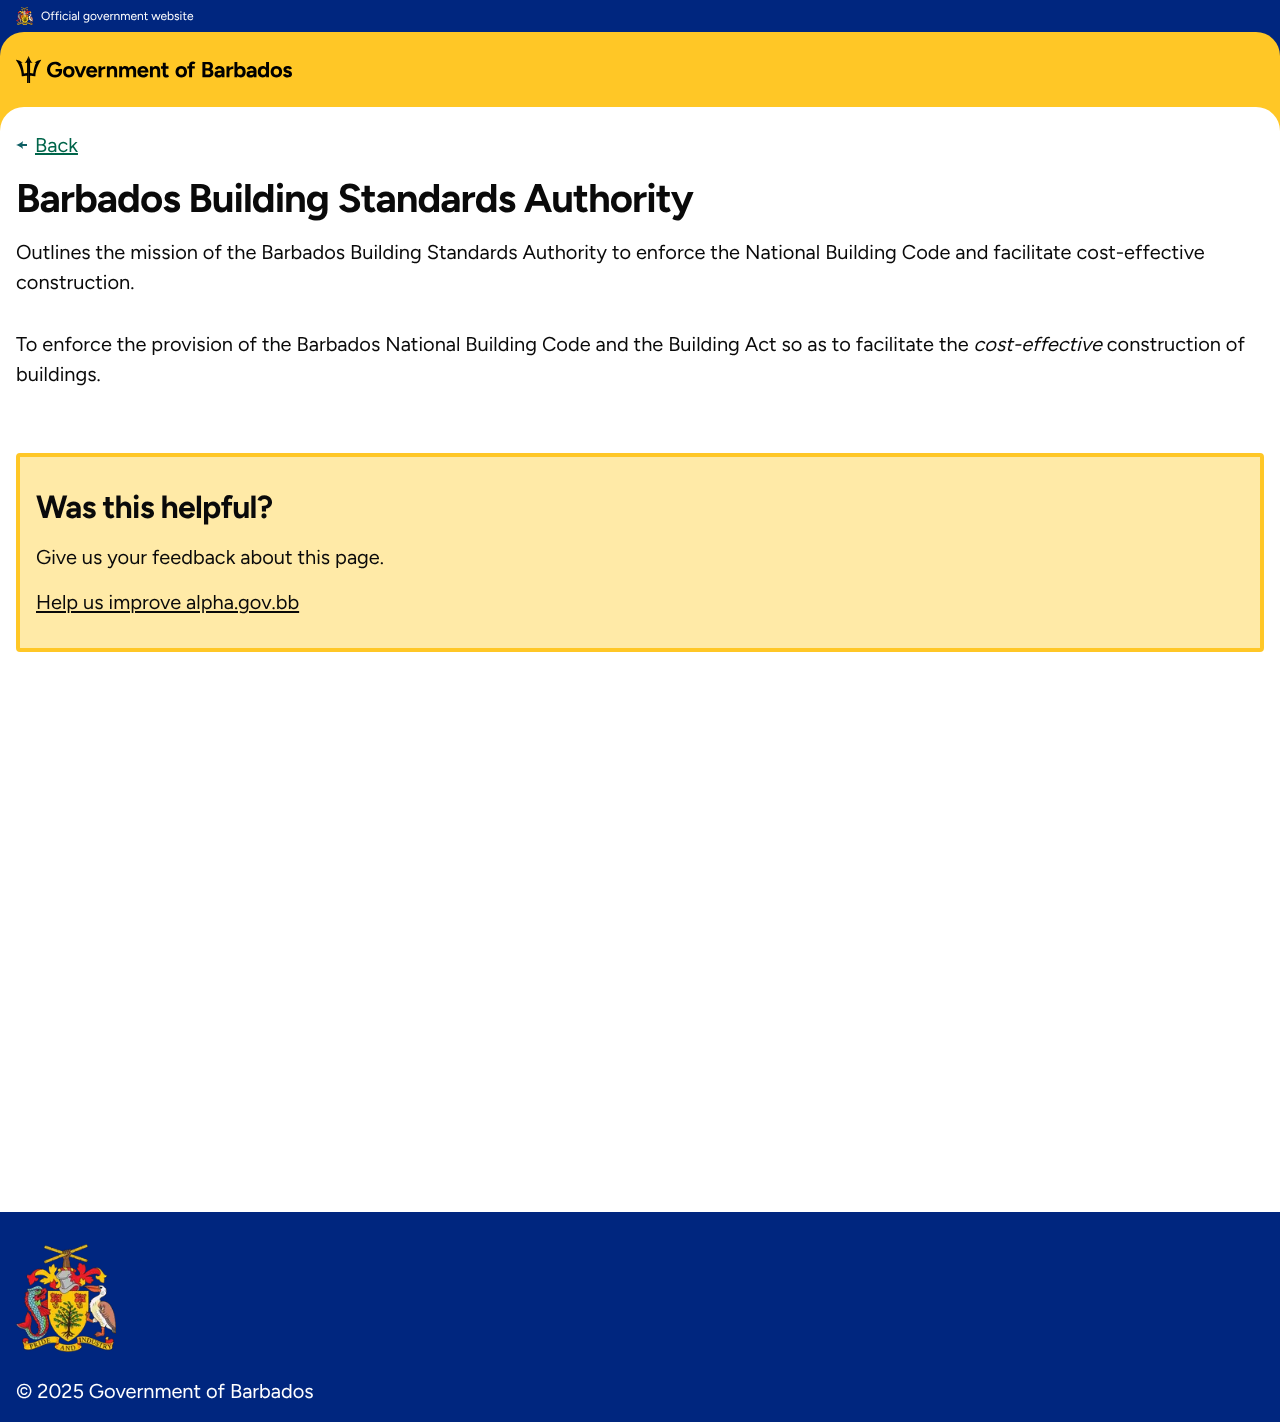 Official government website
Government of Barbados
Back
Barbados Building Standards Authority
Outlines the mission of the Barbados Building Standards Authority to enforce the National Building Code and facilitate cost-effective
construction.
To enforce the provision of the Barbados National Building Code and the Building Act so as to facilitate the cost-effective construction of
buildings.
Was this helpful?
Give us your feedback about this page.
Help us improve alpha.gov.bb
PRIDE AND INDUSTRY
© 2025 Government of Barbados